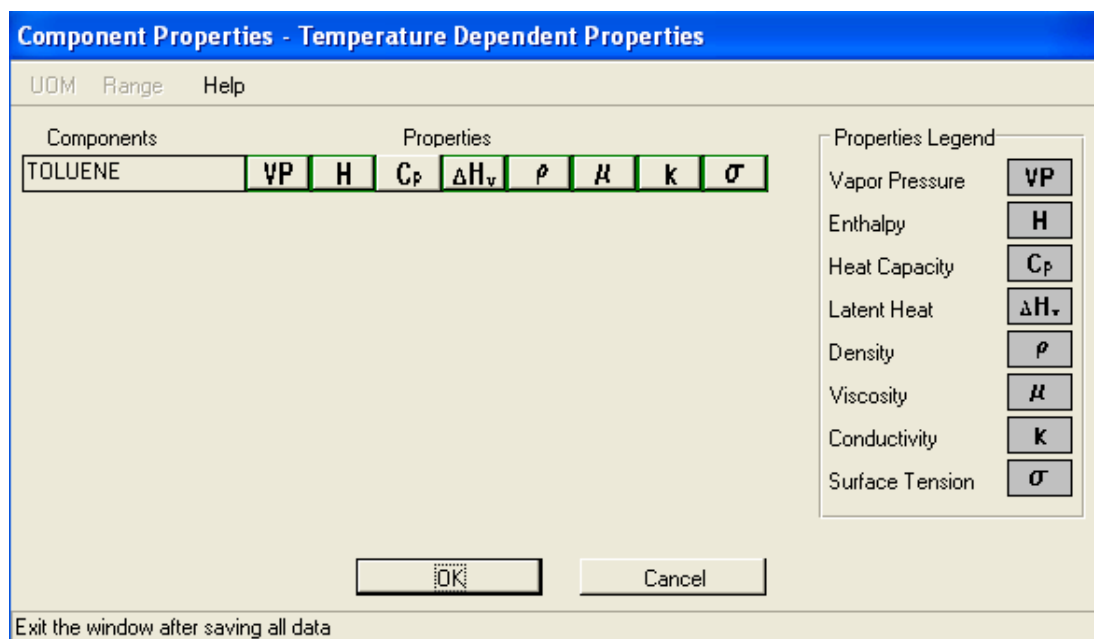 Component Properties - Temperature Dependent Properties
UOM Range Help
Components Properties
TOLUENE VP H Cp ΔHv ρ μ k σ
Properties Legend
Vapor Pressure VP
Enthalpy H
Heat Capacity Cp
Latent Heat ΔHv
Density ρ
Viscosity μ
Conductivity k
Surface Tension σ
OK Cancel
Exit the window after saving all data